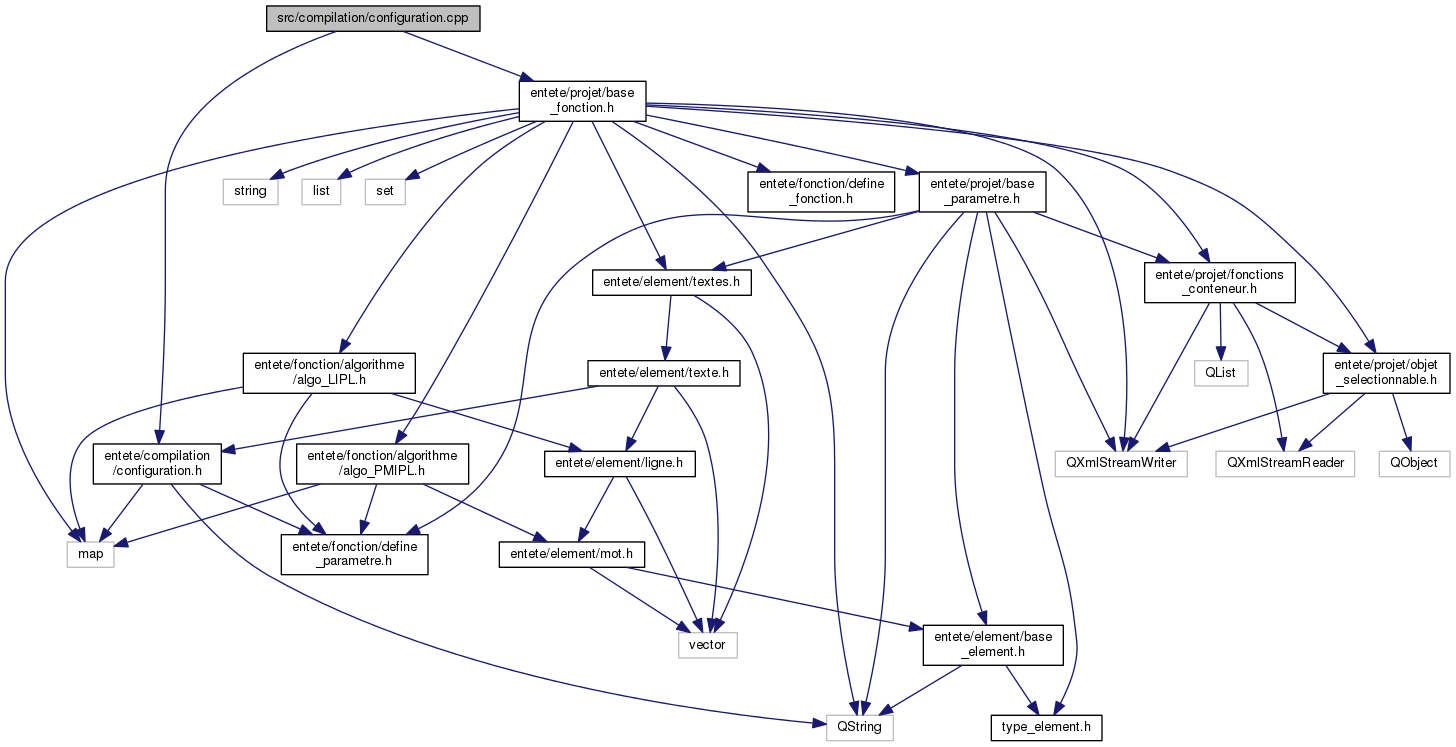 src/compilation/configuration.cpp
entete/projet/base
_fonction.h
string
list
set
entete/fonction/define
_fonction.h
entete/projet/base
_parametre.h
entete/element/textes.h
entete/projet/fonctions
_conteneur.h
entete/fonction/algorithme
/algo_LIPL.h
entete/element/texte.h
QList
entete/projet/objet
_selectionnable.h
entete/compilation
/configuration.h
entete/fonction/algorithme
/algo_PMIPL.h
entete/element/ligne.h
QXmlStreamWriter
QXmlStreamReader
QObject
map
entete/fonction/define
_parametre.h
entete/element/mot.h
vector
entete/element/base
_element.h
QString
type_element.h